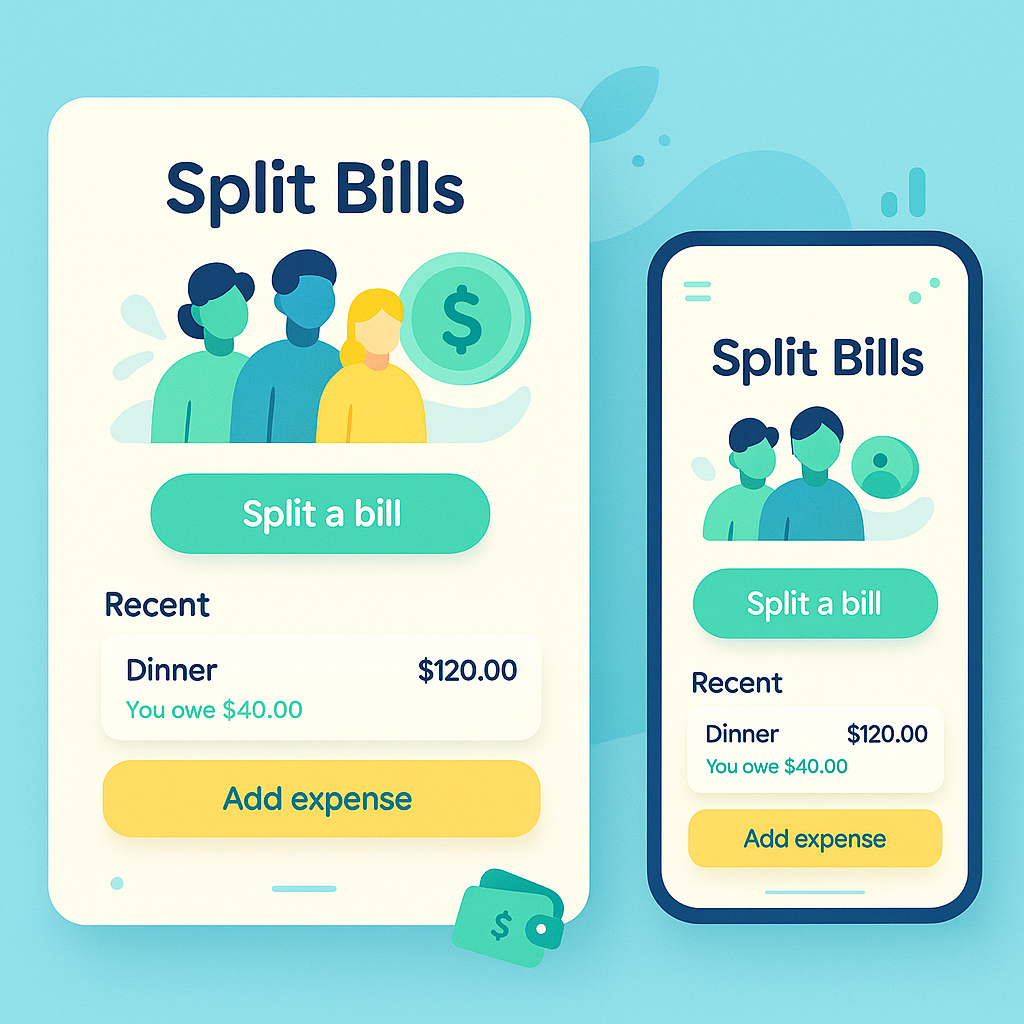 Split Bills
$
Split a bill
Recent
Dinner $120.00
You owe $40.00
Add expense
$
Split Bills
Split a bill
Recent
Dinner $120.00
You owe $40.00
Add expense